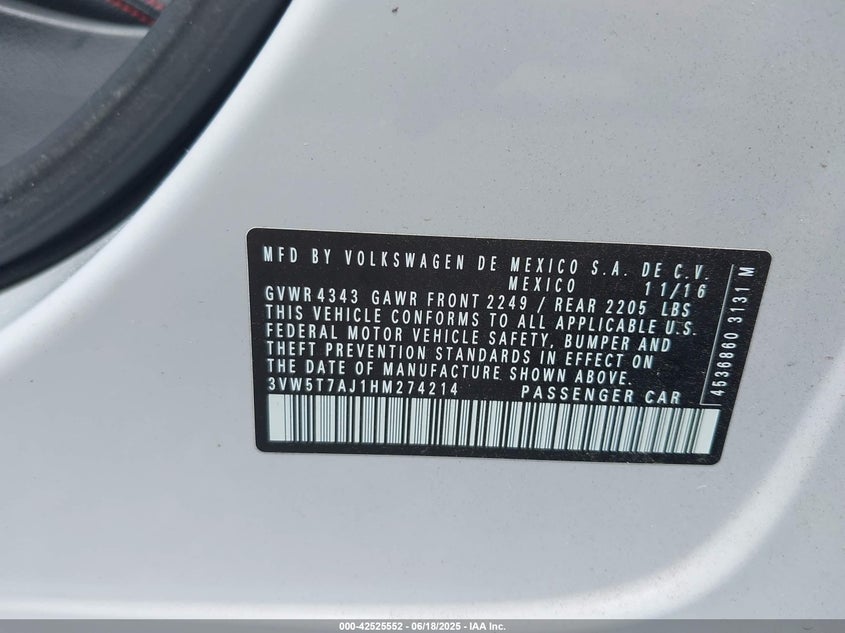 MFD BY VOLKSWAGEN DE MEXICO S.A. DE C.V.
MEXICO 11/16
GVWR 4343 GAWR FRONT 2249 / REAR 2205 LBS
THIS VEHICLE CONFORMS TO ALL APPLICABLE U.S.
FEDERAL MOTOR VEHICLE SAFETY, BUMPER AND
THEFT PREVENTION STANDARDS IN EFFECT ON
THE DATE OF MANUFACTURE SHOWN ABOVE.
3VW5T7AJ1HM274214 PASSENGER CAR
4536860 3131 M
000-42525552 - 06/18/2025 - IAA Inc.